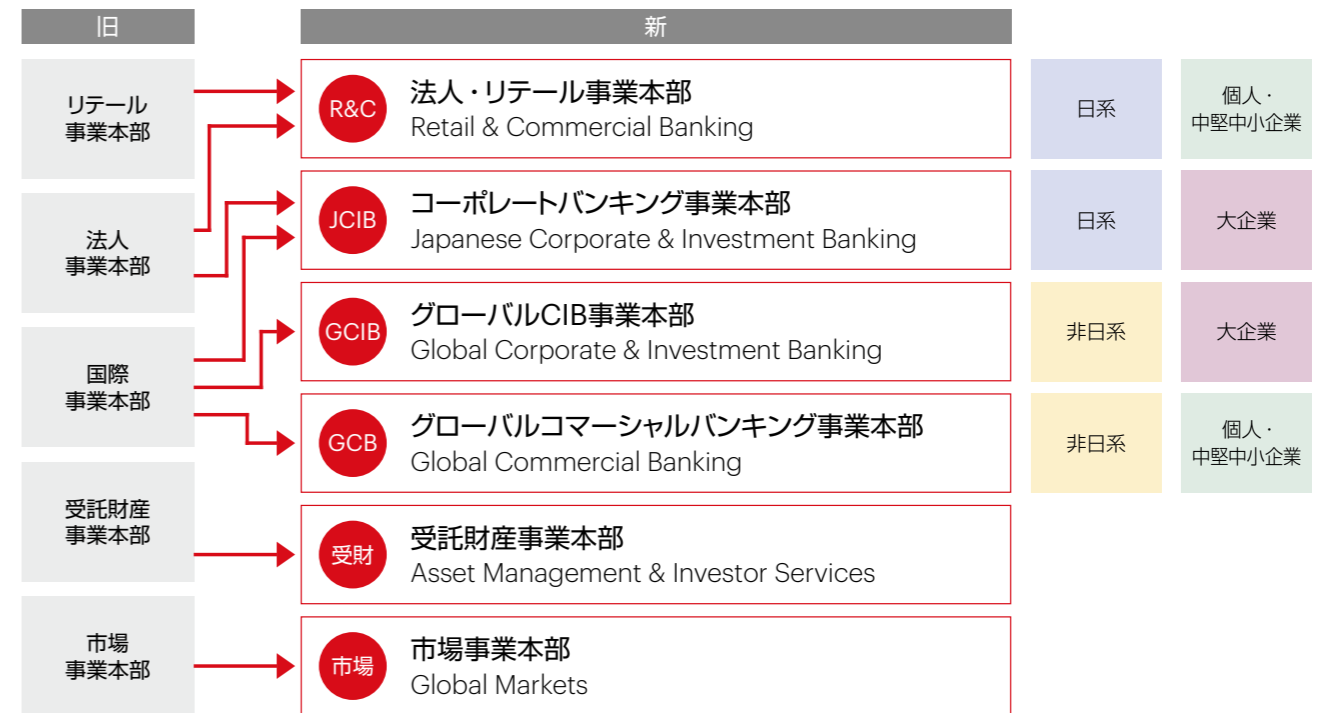 旧
新
リテール
事業本部
法人
事業本部
国際
事業本部
受託財産
事業本部
市場
事業本部
R&C
法人・リテール事業本部
Retail & Commercial Banking
日系
個人・
中堅中小企業
JCIB
コーポレートバンキング事業本部
Japanese Corporate & Investment Banking
日系
大企業
GCIB
グローバルCIB事業本部
Global Corporate & Investment Banking
非日系
大企業
GCB
グローバルコマーシャルバンキング事業本部
Global Commercial Banking
非日系
個人・
中堅中小企業
受財
受託財産事業本部
Asset Management & Investor Services
市場
市場事業本部
Global Markets